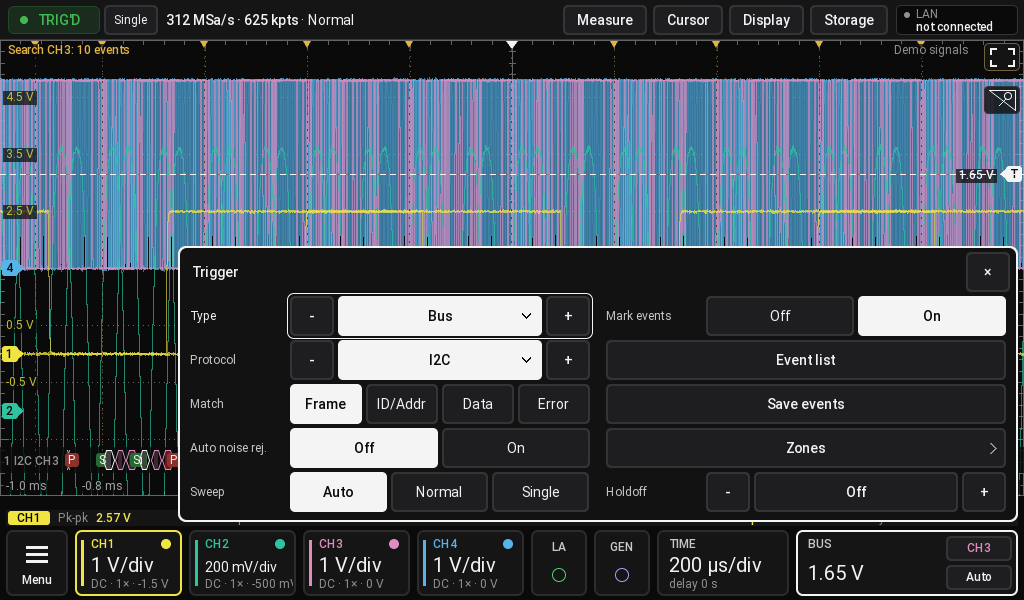 TRIG'D Single 312 MSa/s · 625 kpts · Normal Measure Cursor Display Storage LAN not connected
Search CH3: 10 events Demo signals
4.5 V
3.5 V
1.65 V T
2.5 V
4
0.5 V
1
-0.5 V
2
1 I2C CH3 P S S P
-1.0 ms -0.8 ms
Trigger ×
Type - Bus + Mark events Off On
Protocol - I2C + Event list
Match Frame ID/Addr Data Error Save events
Auto noise rej. Off On Zones
Sweep Auto Normal Single Holdoff - Off +
CH1 Pk-pk 2.57 V
Menu
CH1
1 V/div
DC · 1× · -1.5 V
CH2
200 mV/div
DC · 1× · -500 mV
CH3
1 V/div
DC · 1× · 0 V
CH4
1 V/div
DC · 1× · 0 V
LA
GEN
TIME
200 µs/div
delay 0 s
BUS
1.65 V
CH3
Auto